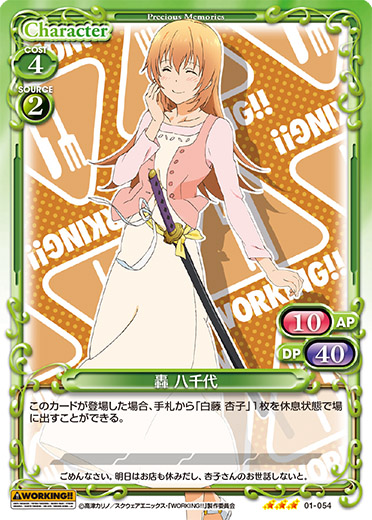 Precious Memories
Character
COST
4
SOURCE
2
WORKING!!
WORKING!!
WORKING!!
WORKING!!
10 AP
DP 40
轟 八千代
このカードが登場した場合、手札から「白藤 杏子」1枚を休息状態で場
に出すことができる。
ごめんなさい。明日はお店も休みだし、杏子さんのお世話しないと。
WORKING!!
©高津カリノ/スクウェアエニックス・「WORKING!!」製作委員会
01-054